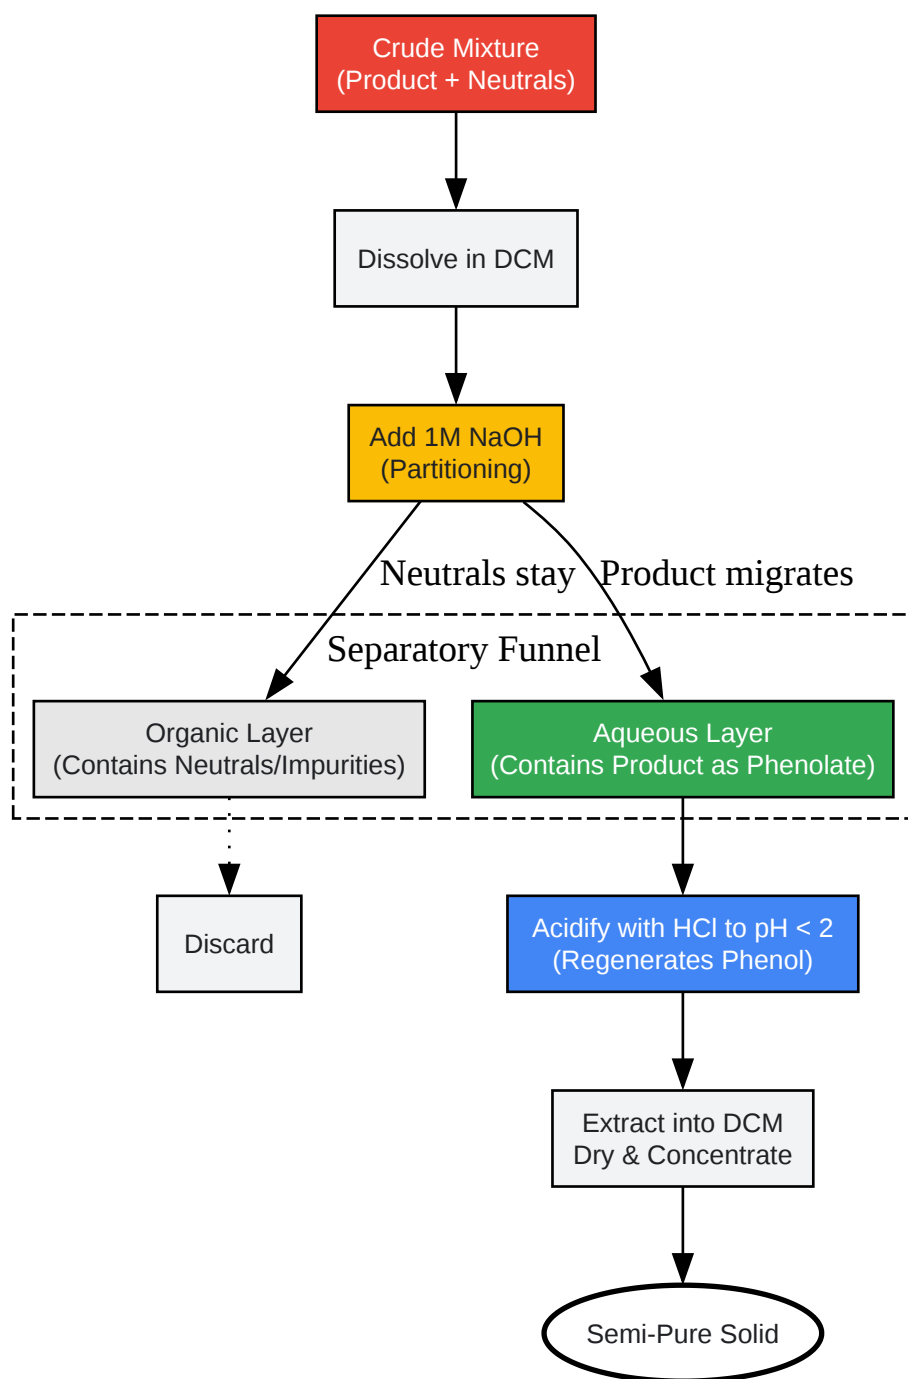 Crude Mixture
(Product + Neutrals)
Dissolve in DCM
Add 1M NaOH
(Partitioning)
Neutrals stay
Product migrates
Separatory Funnel
Organic Layer
(Contains Neutrals/Impurities)
Aqueous Layer
(Contains Product as Phenolate)
Discard
Acidify with HCl to pH < 2
(Regenerates Phenol)
Extract into DCM
Dry & Concentrate
Semi-Pure Solid